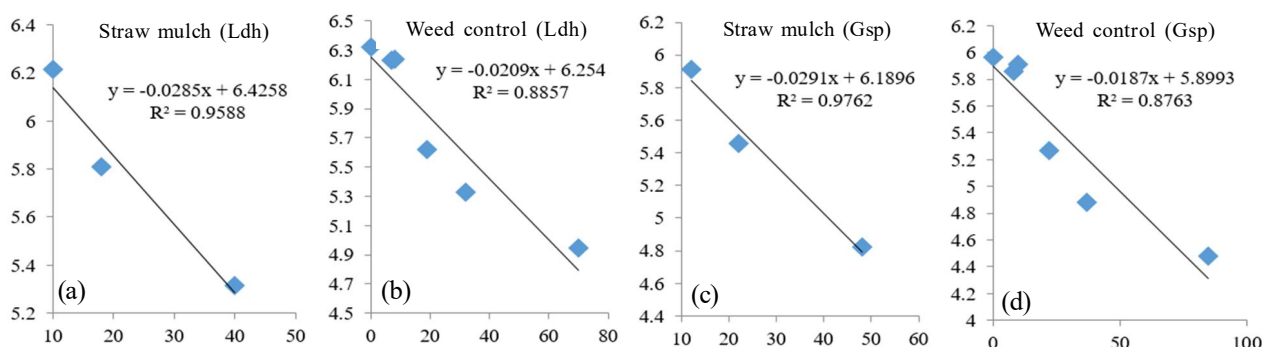 Straw mulch (Ldh)
6.4
6.2
6
5.8
5.6
5.4
5.2
y = -0.0285x + 6.4258
R² = 0.9588
(a)
10 20 30 40 50
Weed control (Ldh)
6.5
6.3
6.1
5.9
5.7
5.5
5.3
5.1
4.9
4.7
4.5
y = -0.0209x + 6.254
R² = 0.8857
(b)
0 20 40 60 80
Straw mulch (Gsp)
6.2
6
5.8
5.6
5.4
5.2
5
4.8
4.6
4.4
y = -0.0291x + 6.1896
R² = 0.9762
(c)
10 20 30 40 50 60
Weed control (Gsp)
6.2
6
5.8
5.6
5.4
5.2
5
4.8
4.6
4.4
4.2
4
y = -0.0187x + 5.8993
R² = 0.8763
(d)
0 50 100